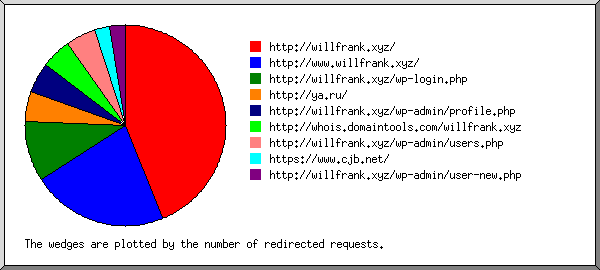 http://willfrank.xyz/
http://www.willfrank.xyz/
http://willfrank.xyz/wp-login.php
http://ya.ru/
http://willfrank.xyz/wp-admin/profile.php
http://whois.domaintools.com/willfrank.xyz
http://willfrank.xyz/wp-admin/users.php
https://www.cjb.net/
http://willfrank.xyz/wp-admin/user-new.php
The wedges are plotted by the number of redirected requests.